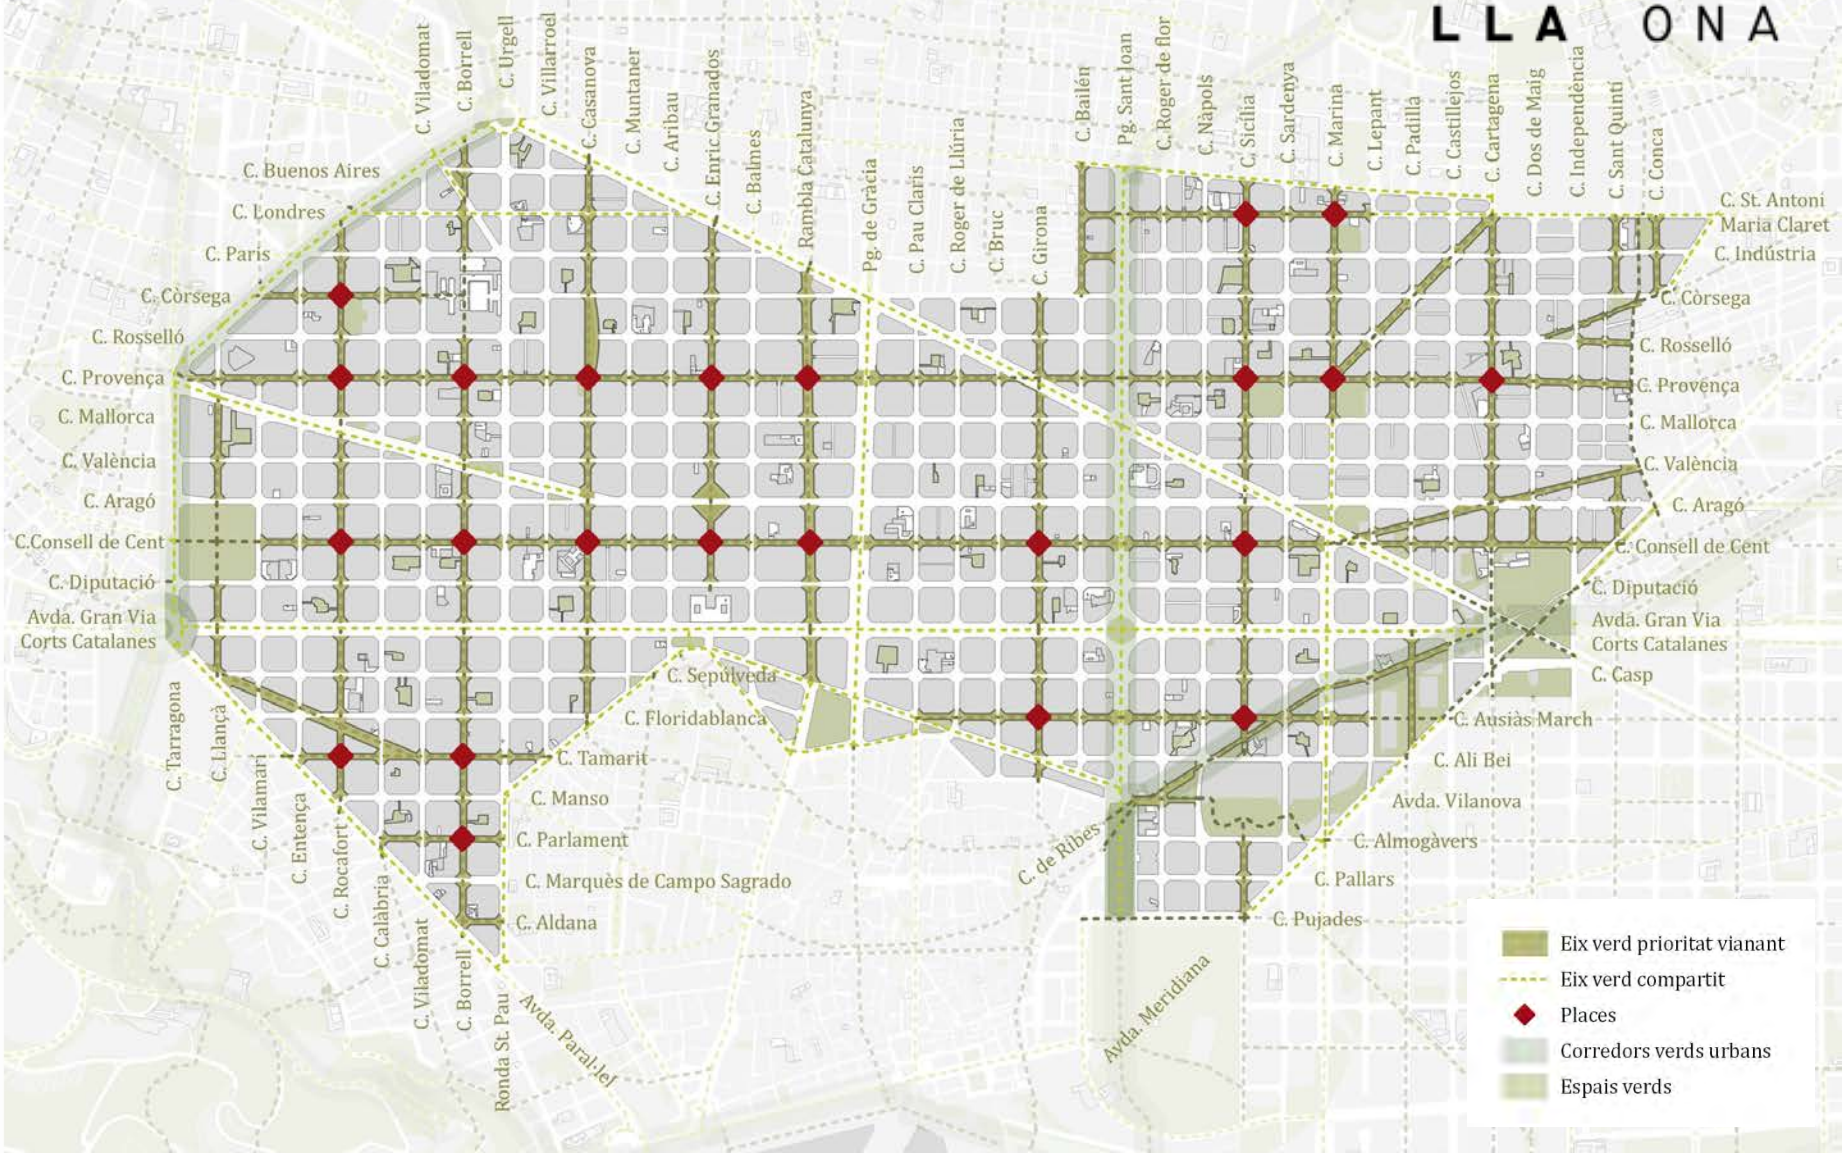 LLA ONA
C. Viladomat
C. Borrell
C. Urgell
C. Villarroel
C. Casanova
C. Muntaner
C. Aribau
C. Enric Granados
C. Balmes
Rambla Catalunya
Pg. de Gràcia
C. Pau Claris
C. Roger de Llúria
C. Bruc
C. Girona
C. Bailén
Pg. Sant Joan
C. Roger de flor
C. Nàpols
C. Sicília
C. Sardenya
C. Marina
C. Lepant
C. Padilla
C. Castillejos
C. Cartagena
C. Dos de Maig
C. Independència
C. Sant Quintí
C. Conca
C. Buenos Aires
C. Londres
C. Paris
C. Còrsega
C. Rosselló
C. Provença
C. Mallorca
C. València
C. Aragó
C.Consell de Cent
C. Diputació
Avda. Gran Via
Corts Catalanes
C. St. Antoni
Maria Claret
C. Indústria
C. Còrsega
C. Rosselló
C. Provença
C. Mallorca
C. València
C. Aragó
C. Consell de Cent
C. Diputació
Avda. Gran Via
Corts Catalanes
C. Casp
C. Ausiàs March
C. Ali Bei
Avda. Vilanova
C. Almogàvers
C. Pallars
C. Pujades
C. Sepúlveda
C. Floridablanca
C. Tamarit
C. Manso
C. Parlament
C. Marquès de Campo Sagrado
C. Aldana
C. Tarragona
C. Llançà
C. Vilamarí
C. Entença
C. Rocafort
C. Calàbria
C. Viladomat
C. Borrell
Ronda St. Pau
Avda. Paral·lel
C. de Ribes
Avda. Meridiana
Eix verd prioritat vianant
Eix verd compartit
Places
Corredors verds urbans
Espais verds